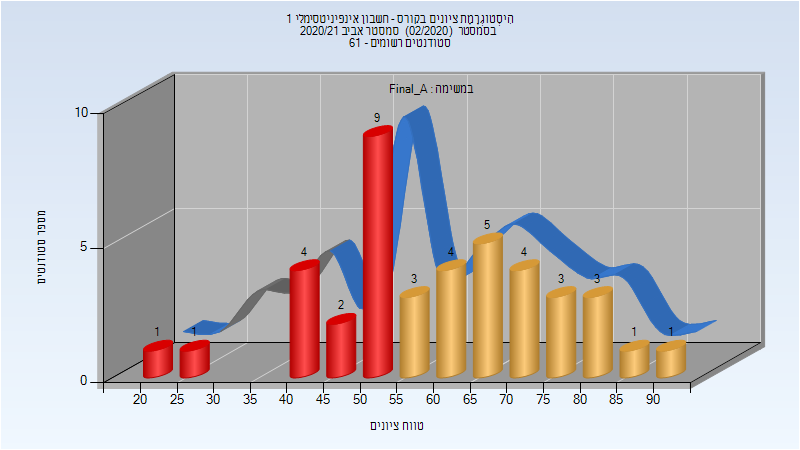 היסטוגרמת ציונים בקורס - חשבון אינפיניטסימלי 1
בסמסטר (02/2020) סמסטר אביב 2020/21
סטודנטים רשומים - 61
במשימה : Final_A
10
5
0
מספר סטודנטים
1
1
4
2
9
3
4
5
4
3
3
1
1
20 25 30 35 40 45 50 55 60 65 70 75 80 85 90
טווח ציונים